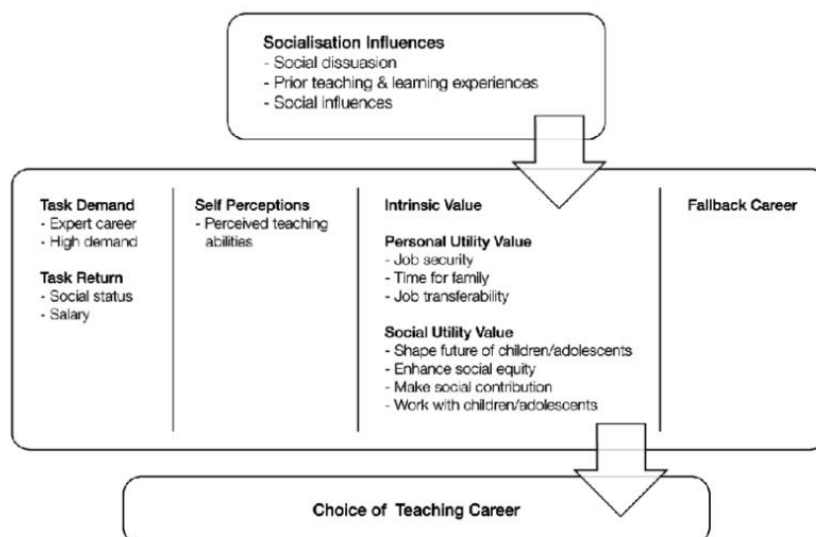 Socialisation Influences
- Social dissuasion
- Prior teaching & learning experiences
- Social influences
Task Demand
- Expert career
- High demand
Task Return
- Social status
- Salary
Self Perceptions
- Perceived teaching
abilities
Intrinsic Value
Personal Utility Value
- Job security
- Time for family
- Job transferability
Social Utility Value
- Shape future of children/adolescents
- Enhance social equity
- Make social contribution
- Work with children/adolescents
Fallback Career
Choice of Teaching Career